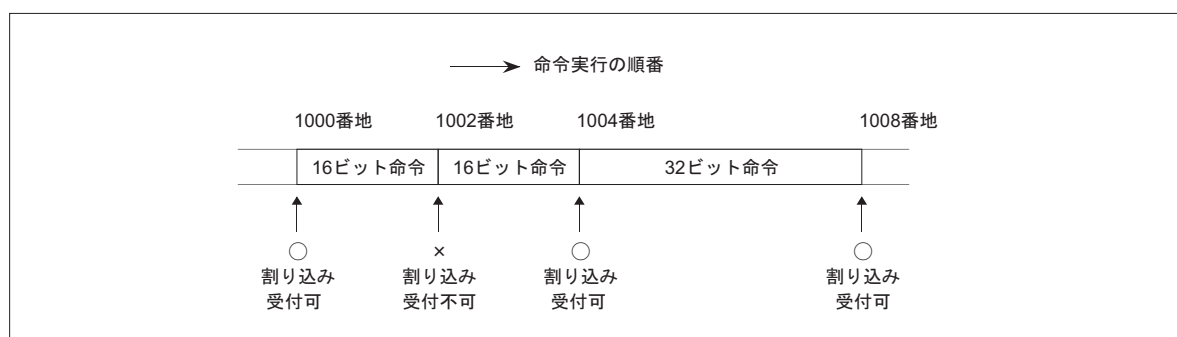 命令実行の順番
1000番地 1002番地 1004番地 1008番地
16ビット命令 16ビット命令 32ビット命令
○ × ○ ○
割り込み 割り込み 割り込み 割り込み
受付可 受付不可 受付可 受付可